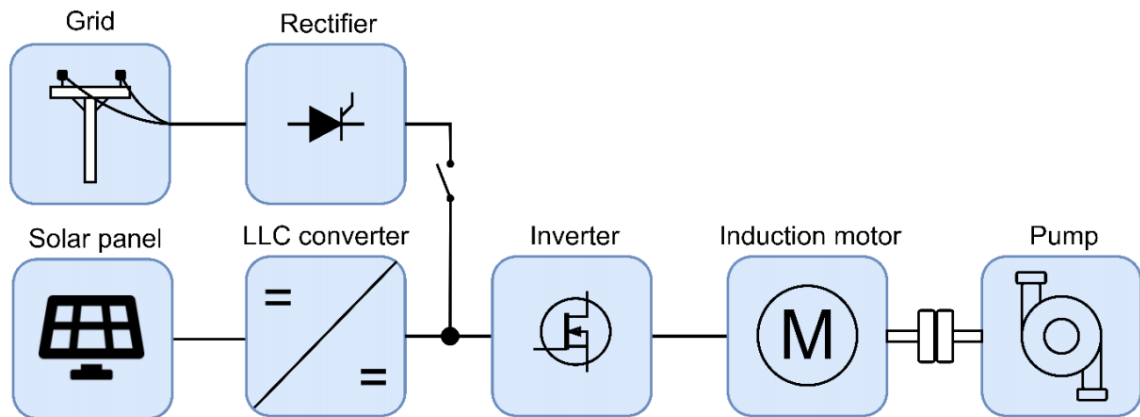 Grid
Rectifier
Solar panel
LLC converter
Inverter
Induction motor
Pump
M